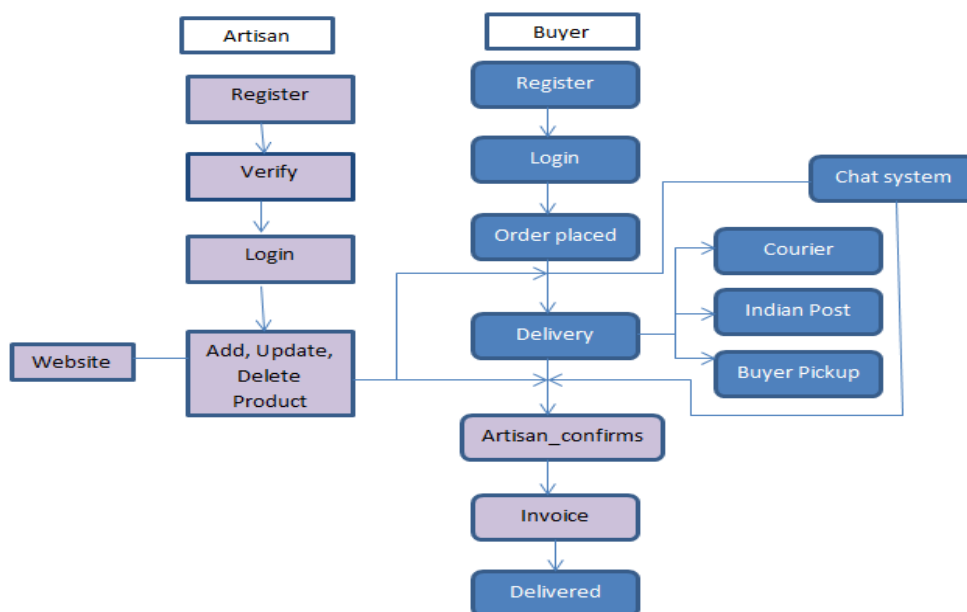 Artisan
Buyer
Register
Register
Verify
Login
Chat system
Login
Order placed
Courier
Indian Post
Website
Add, Update,
Delete
Product
Delivery
Buyer Pickup
Artisan_confirms
Invoice
Delivered